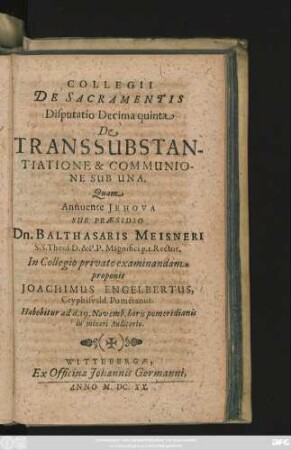 COLLEGII
DE SACRAMENTIS
Disputatio Decima quinta
De
TRANSSUBSTAN-
TIATIONE & COMMUNIO-
NE SUB UNA,
Quam
Annuente JEHOVA
SUB PRÆSIDIO
Dn. BALTHASARIS MEISNERI
S.S. Theol. D. & P.P. Magnifici p.t. Rector.
In Collegio privato examinandam
proponit
JOACHIMUS ENGELBERTUS,
Gryphisvald. Pomeranus.
Habebitur ad d. 19. Novemb. horis pomeridianis
in minori Auditorio.
WITTEBERGÆ,
Ex Officina Johannis Gormanni,
ANNO M. DC. XX.